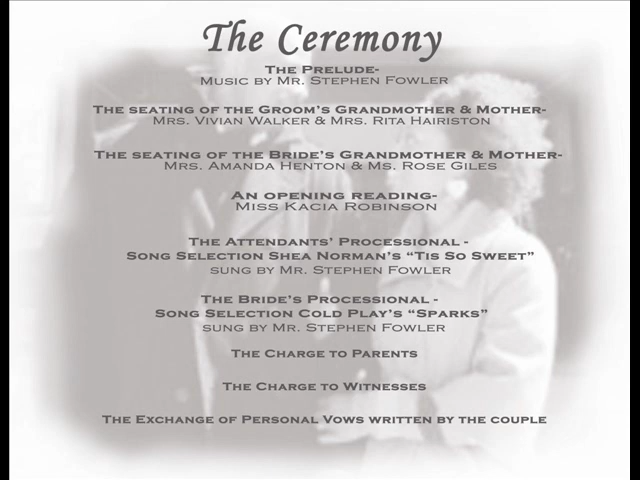 The Ceremony
The Prelude-
Music by Mr. Stephen Fowler
The seating of the Groom's Grandmother & Mother-
Mrs. Vivian Walker & Mrs. Rita Hairiston
The seating of the Bride's Grandmother & Mother-
Mrs. Amanda Henton & Ms. Rose Giles
An opening reading-
Miss Kacia Robinson
The Attendants' Processional -
Song Selection Shea Norman's "Tis So Sweet"
sung by Mr. Stephen Fowler
The Bride's Processional -
Song Selection Cold Play's "Sparks"
sung by Mr. Stephen Fowler
The Charge to Parents
The Charge to Witnesses
The Exchange of Personal Vows written by the couple